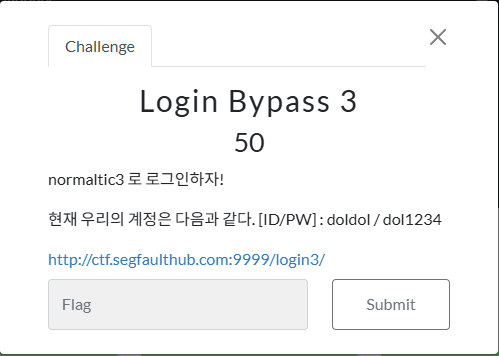 Challenge
Login Bypass 3
50
normaltic3 로 로그인하자!
현재 우리의 계정은 다음과 같다. [ID/PW] : doldol / dol1234
http://ctf.segfaulthub.com:9999/login3/
Flag
Submit